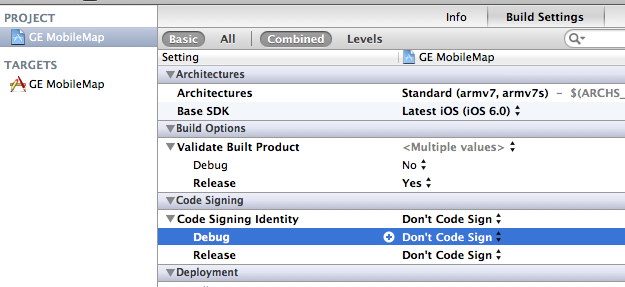 PROJECT
GE MobileMap
TARGETS
GE MobileMap
Info Build Settings
Basic All Combined Levels
Setting GE MobileMap
Architectures
Architectures Standard (armv7, armv7s) – $(ARCHS_
Base SDK Latest iOS (iOS 6.0)
Build Options
Validate Built Product <Multiple values>
Debug No
Release Yes
Code Signing
Code Signing Identity Don't Code Sign
Debug Don't Code Sign
Release Don't Code Sign
Deployment